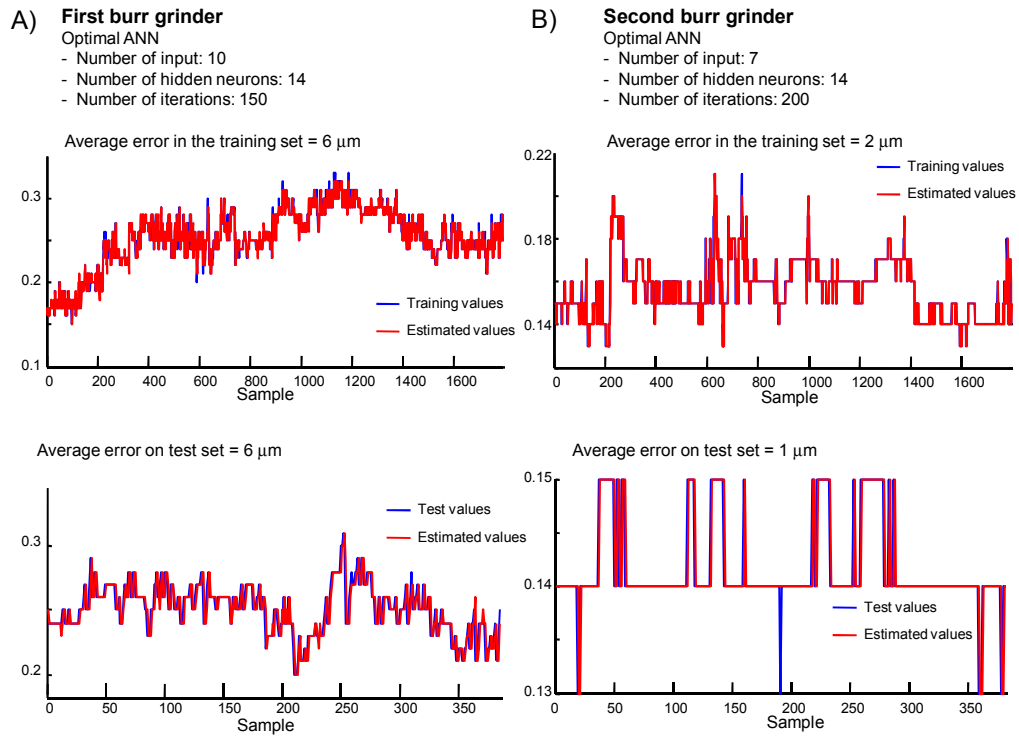 A)
First burr grinder
Optimal ANN
- Number of input: 10
- Number of hidden neurons: 14
- Number of iterations: 150
Average error in the training set = 6 μm
0.3
0.2
0.1
Training values
Estimated values
0 200 400 600 800 1000 1200 1400 1600
Sample
Average error on test set = 6 μm
0.3
0.2
Test values
Estimated values
0 50 100 150 200 250 300 350
Sample
B)
Second burr grinder
Optimal ANN
- Number of input: 7
- Number of hidden neurons: 14
- Number of iterations: 200
Average error in the training set = 2 μm
0.22
0.18
0.14
Training values
Estimated values
0 200 400 600 800 1000 1200 1400 1600
Sample
Average error on test set = 1 μm
0.15
0.14
0.13
Test values
Estimated values
0 50 100 150 200 250 300 350
Sample